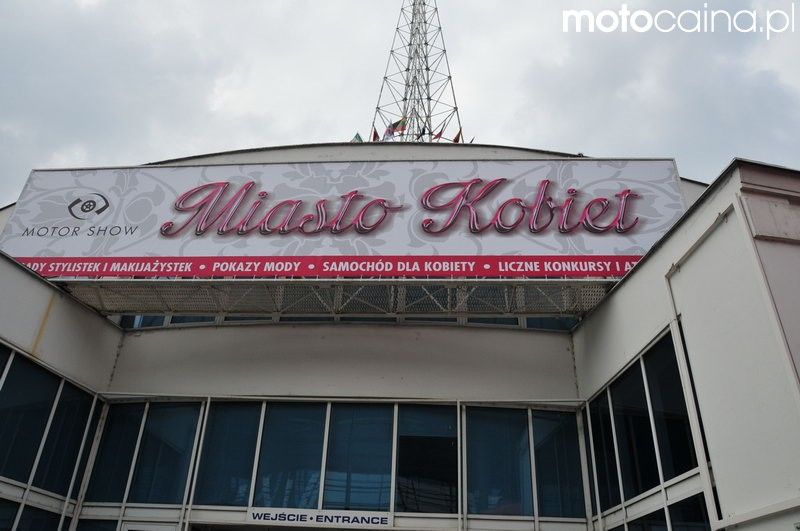 motocaina.pl
Miasto Kobiet
MOTOR SHOW
STYLISTEK I MAKIJAŻYSTEK • POKAZY MODY • SAMOCHÓD DLA KOBIETY • LICZNE KONKURSY I
WEJŚCIE • ENTRANCE